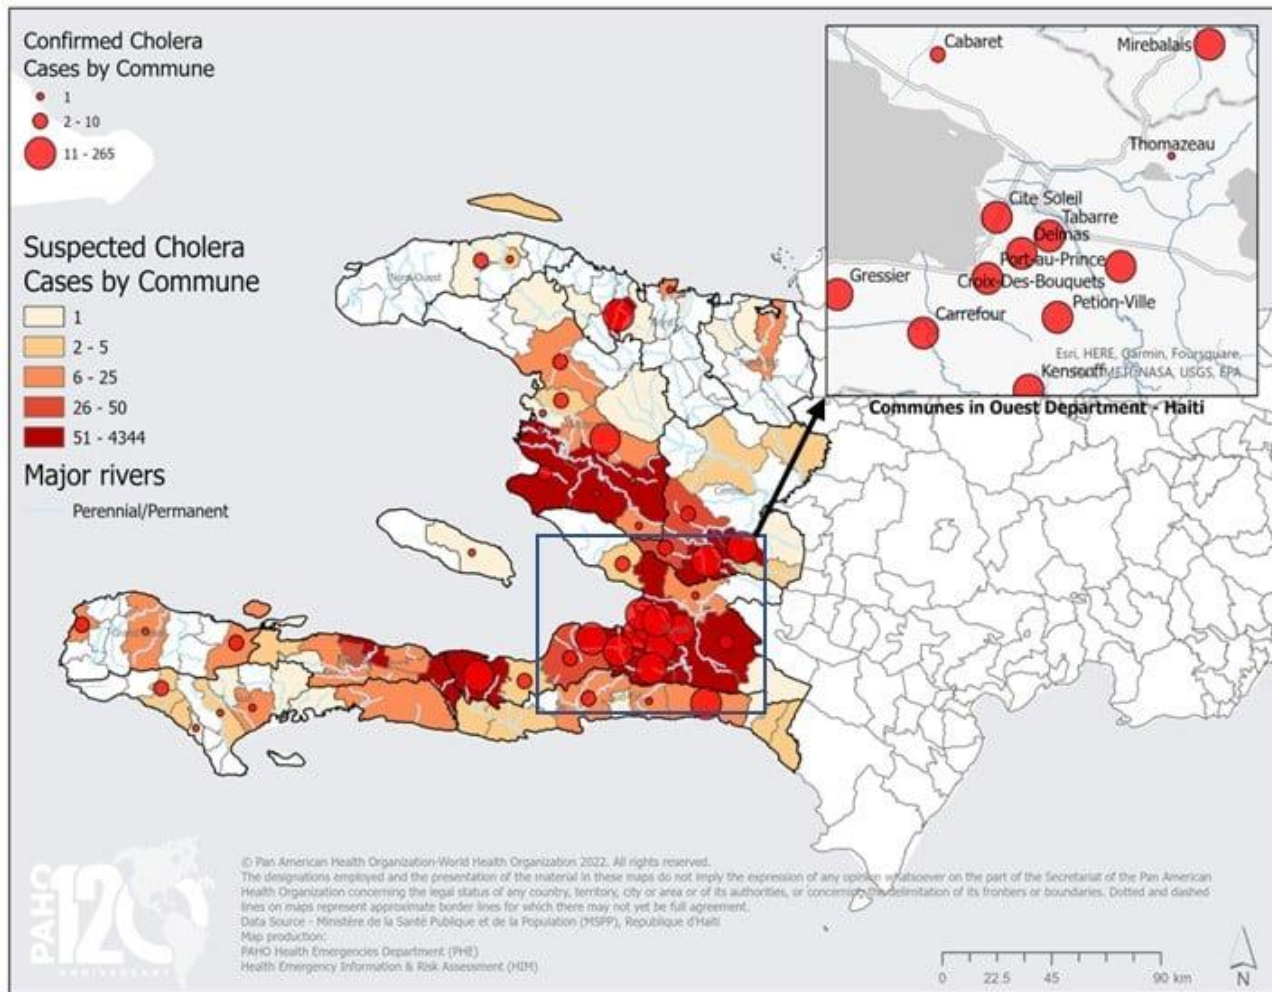 Confirmed Cholera
Cases by Commune
1
2 - 10
11 - 265
Suspected Cholera
Cases by Commune
1
2 - 5
6 - 25
26 - 50
51 - 4344
Major rivers
Perennial/Permanent
Cabaret
Mirebalais
Thomazeau
Cite Soleil
Tabarre
Delmas
Port-au-Prince
Gressier
Croix-Des-Bouquets
Petion-Ville
Carrefour
Esri, HERE, Garmin, Foursquare,
Kenscoff
NASA, USGS, EPA
Communes in Ouest Department - Haiti
© Pan American Health Organization-World Health Organization 2022. All rights reserved.
The designations employed and the presentation of the material in these maps do not imply the expression of any opinion whatsoever on the part of the Secretariat of the Pan American
Health Organization concerning the legal status of any country, territory, city or area or of its authorities, or concerning the delimitation of its frontiers or boundaries. Dotted and dashed
lines on maps represent approximate border lines for which there may not yet be full agreement.
Data Source - Ministére de la Santé Publique et de la Population (MSPP), Republique d'Haiti
Map production:
PAHO Health Emergencies Department (PHE)
Health Emergency Information & Risk Assessment (HIM)
PAHO
120
ANNIVERSARY
0 22.5 45 90 km
N